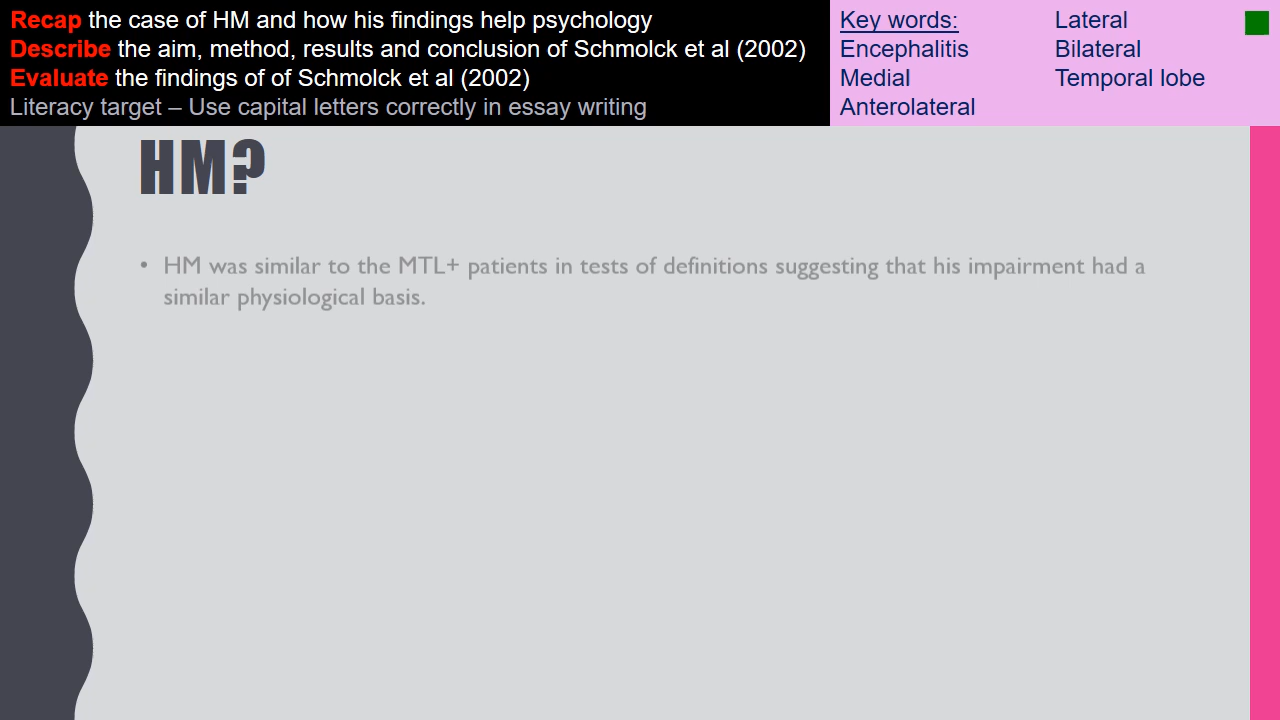 Recap the case of HM and how his findings help psychology
Describe the aim, method, results and conclusion of Schmolck et al (2002)
Evaluate the findings of of Schmolck et al (2002)
Literacy target – Use capital letters correctly in essay writing
Key words:
Encephalitis
Medial
Anterolateral
Lateral
Bilateral
Temporal lobe
HM?
• HM was similar to the MTL+ patients in tests of definitions suggesting that his impairment had a
similar physiological basis.